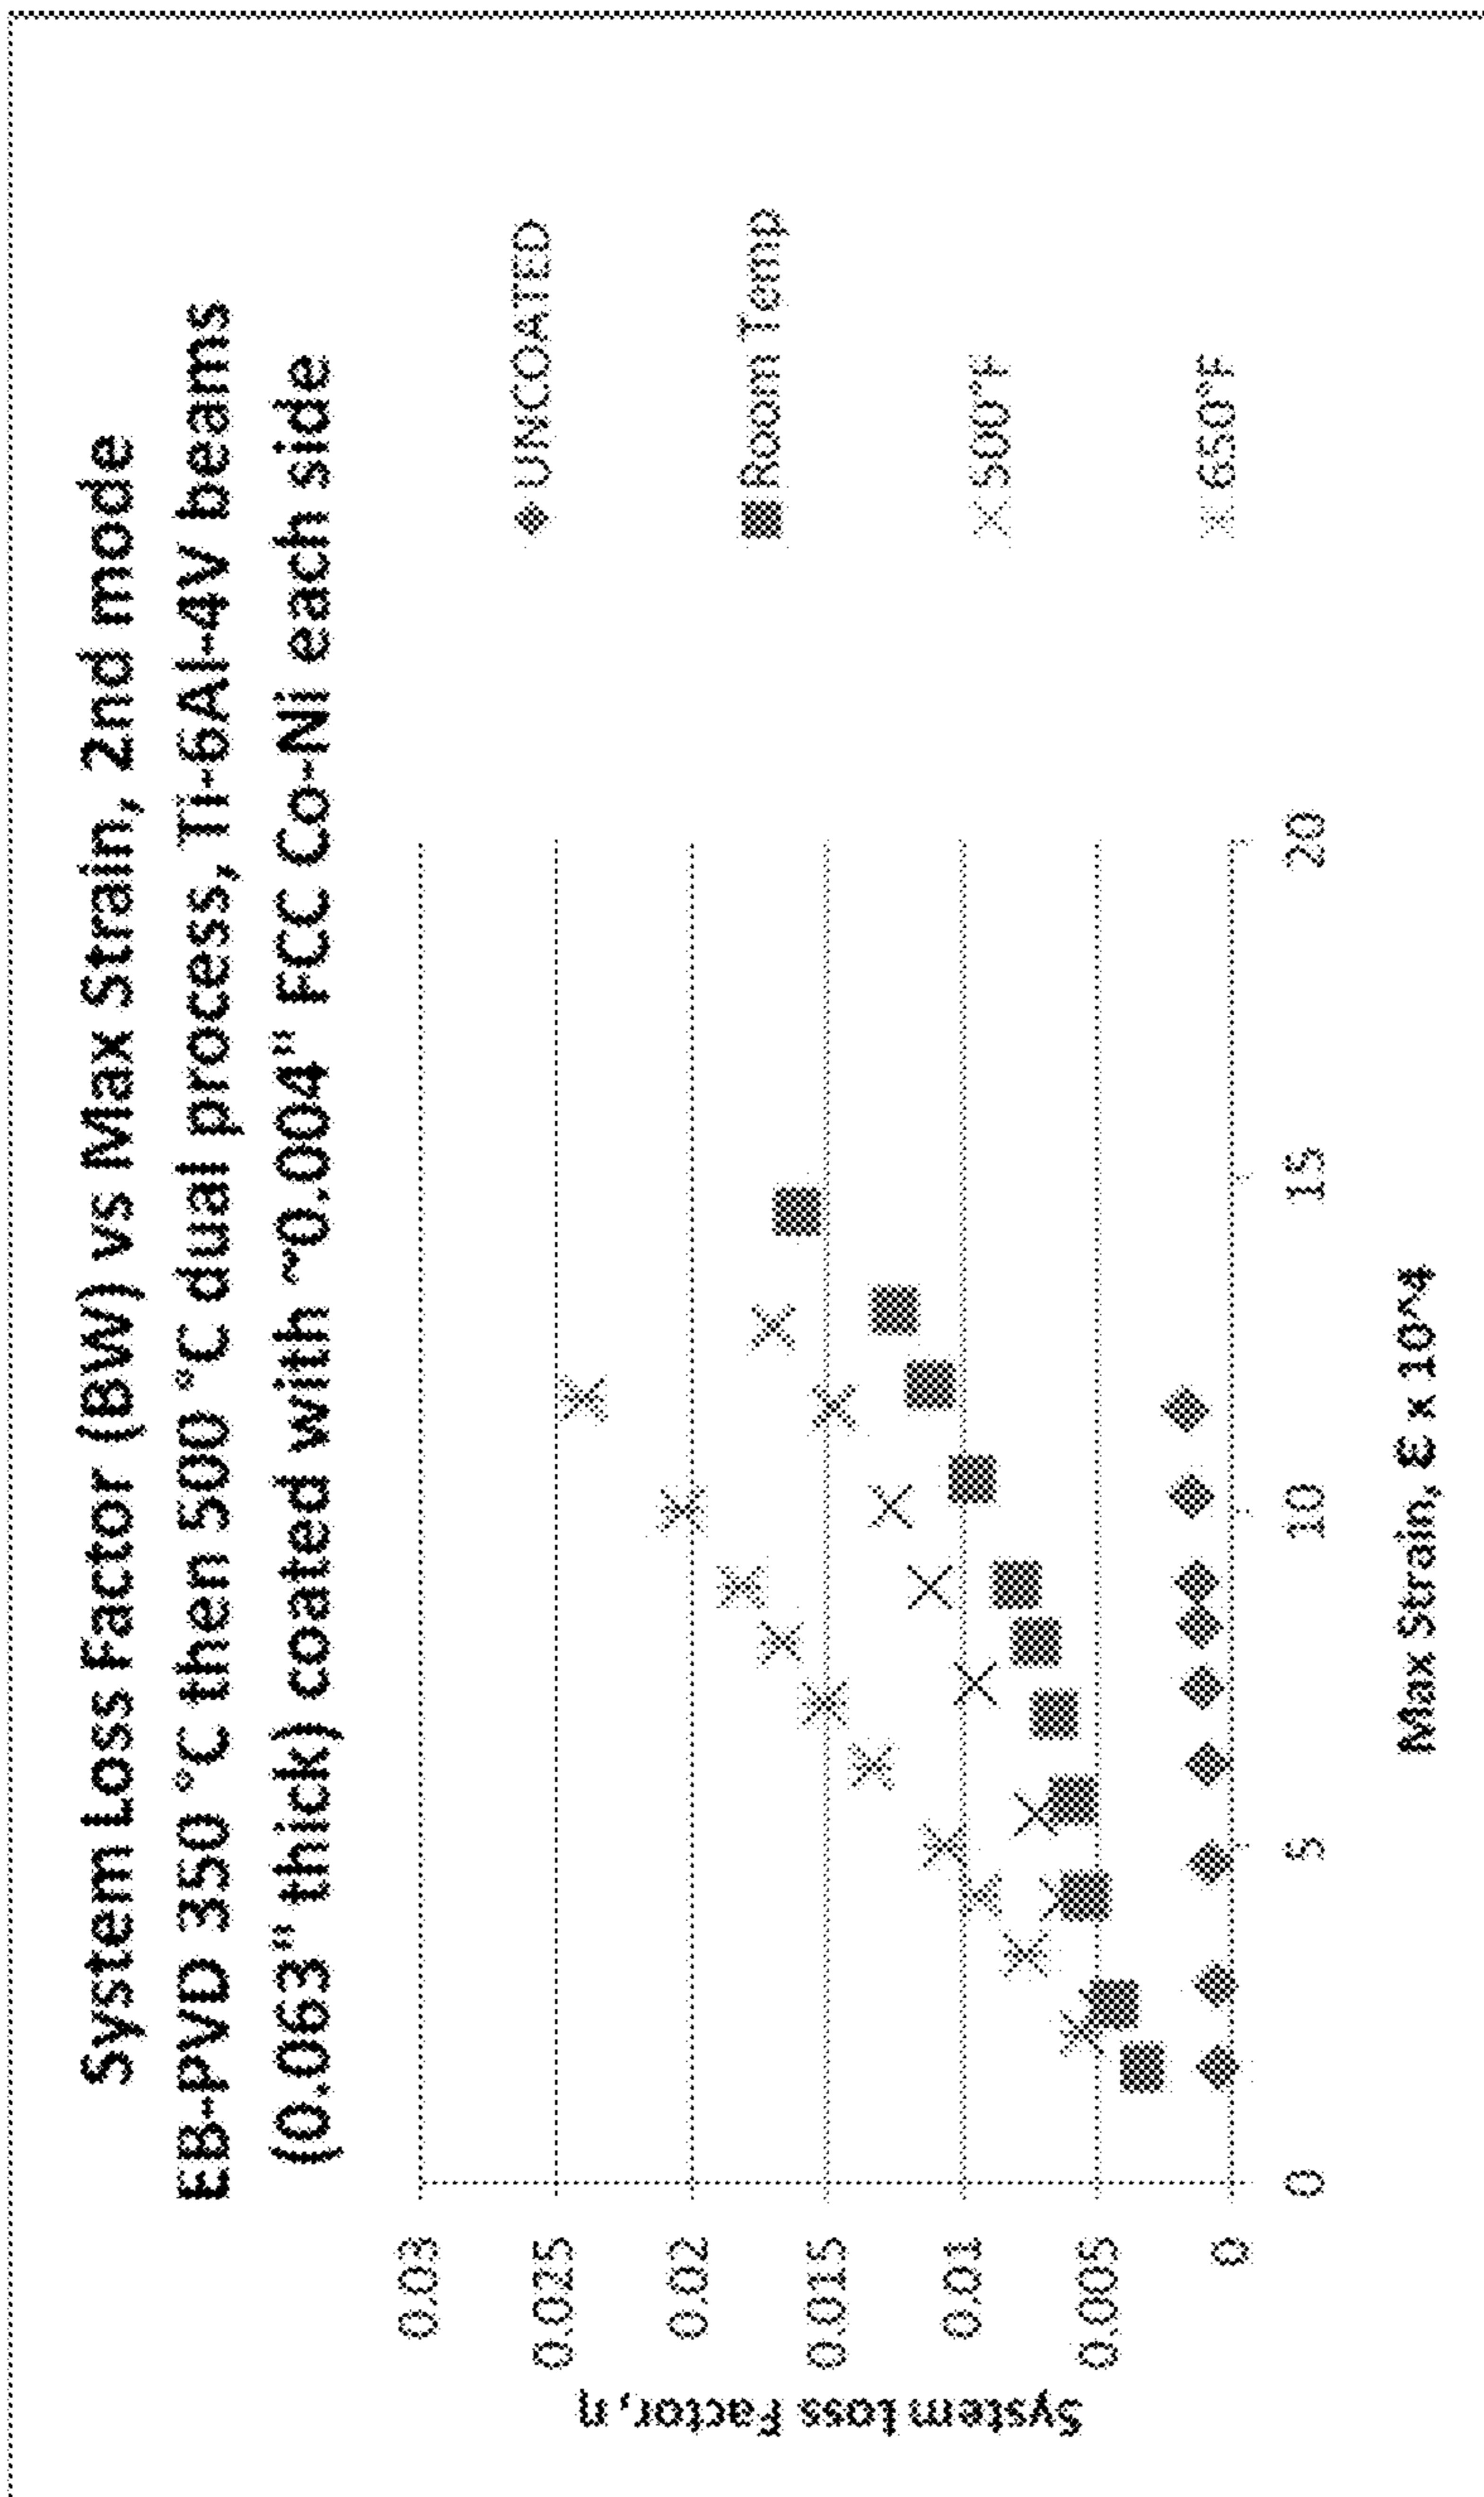 System Loss Factor (BW) vs Max Strain, 2nd mode
EB-PVD 350 °C then 500 °C dual process, Ti-6Al-4V beams
(0.063" thick) coated with ~0.004" FCC Co-Ni each side
System Loss Factor, η
0.03
0.025
0.02
0.015
0.01
0.005
0
0
5
10
15
20
Max Strain, ε x 10^4
UNCOATED
Room Temp
500°F
650°F